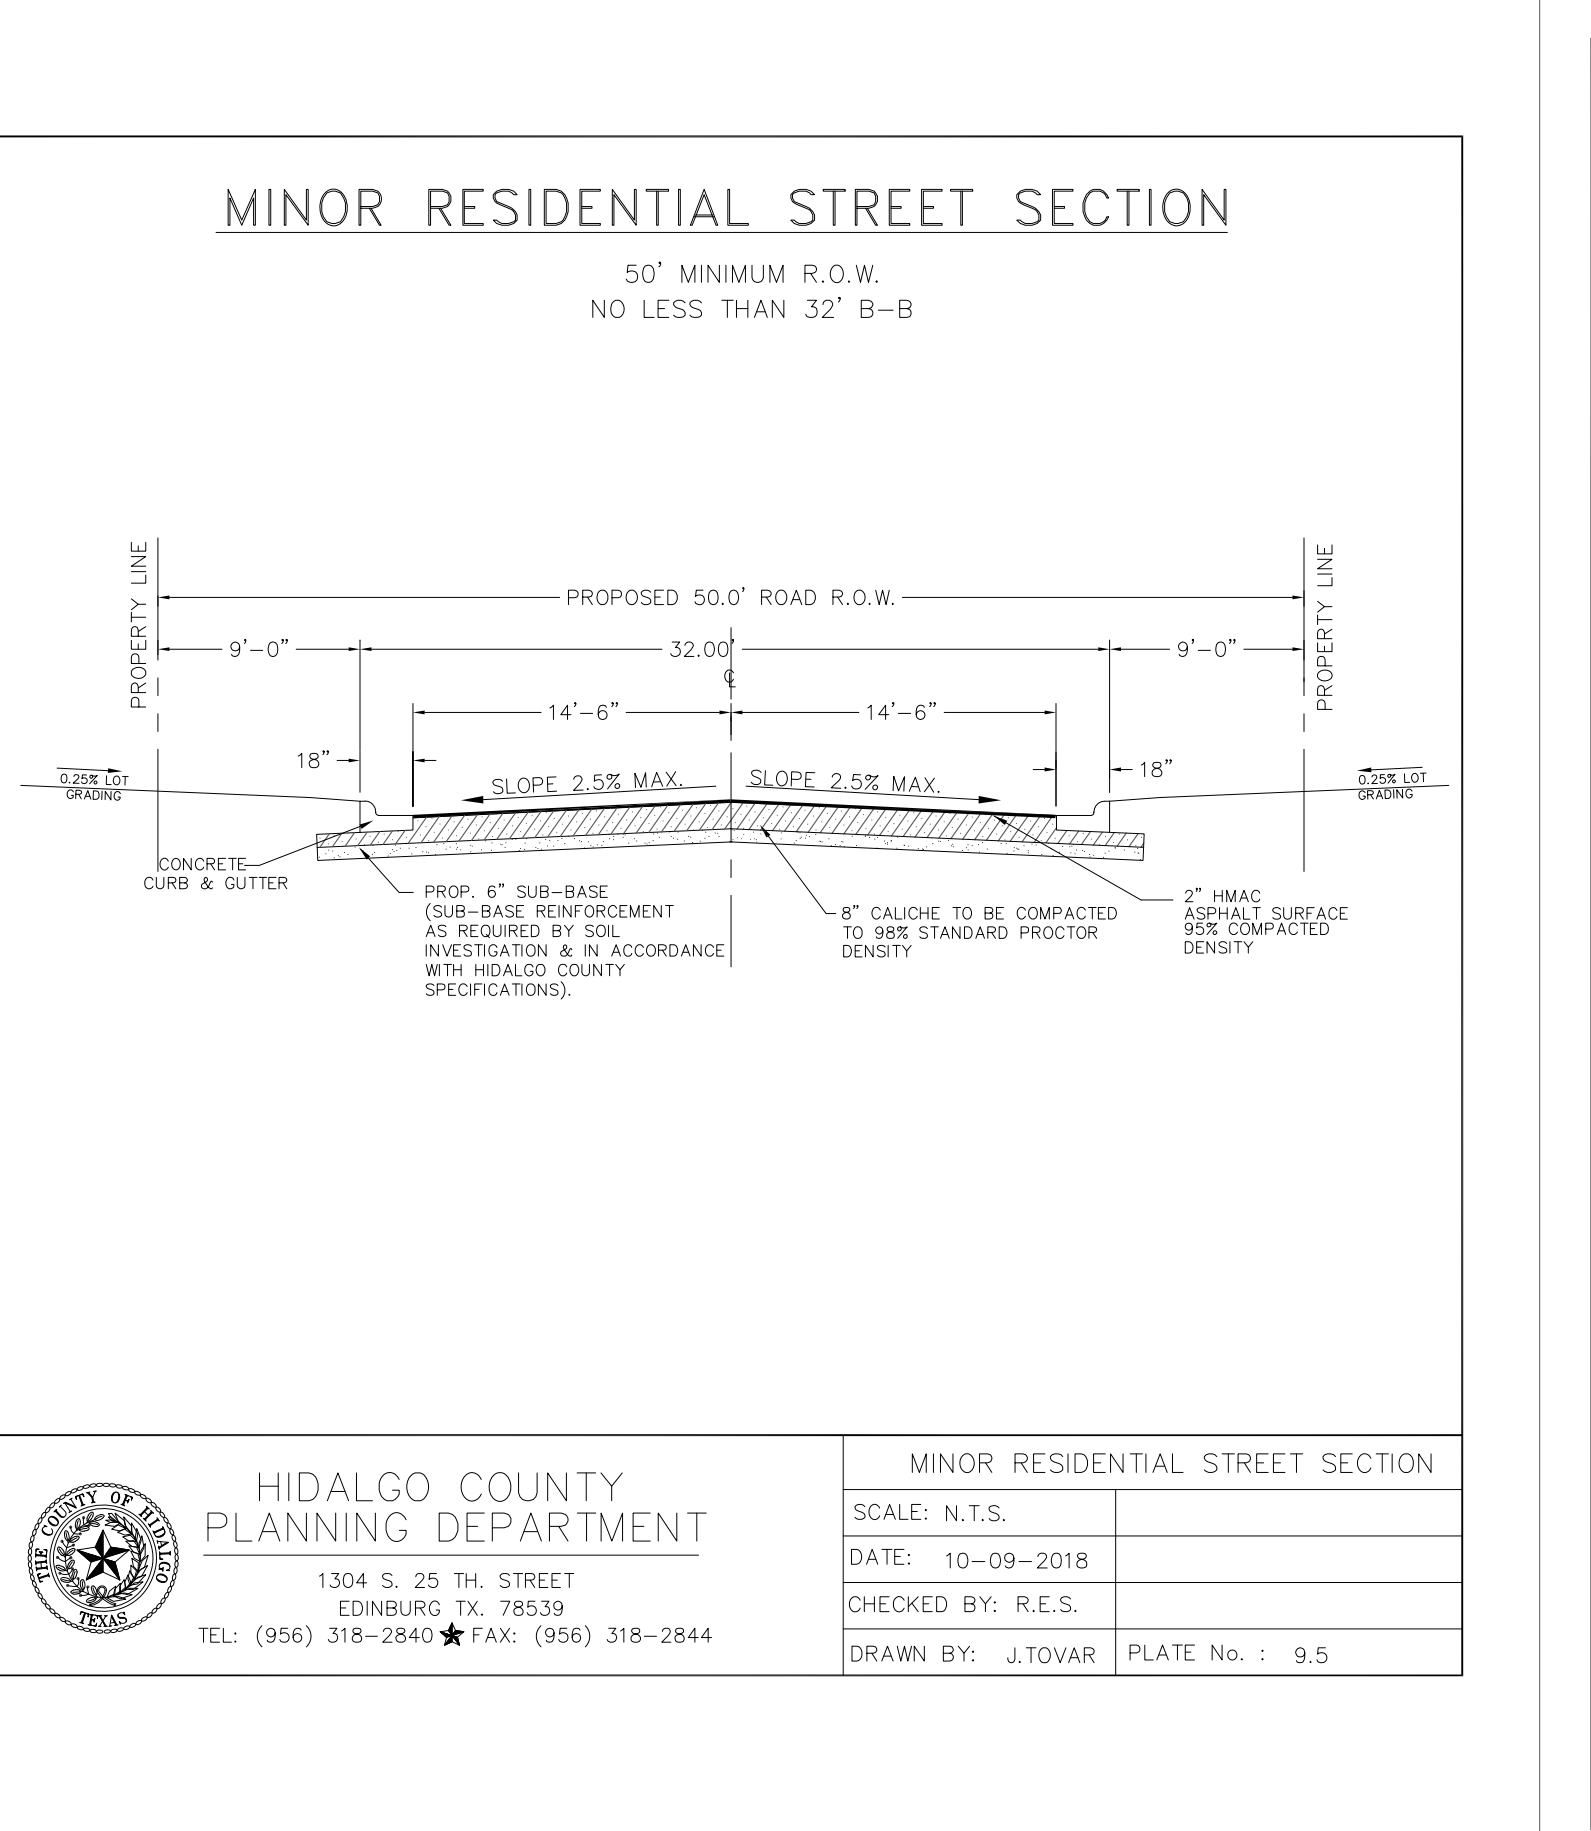 MINOR RESIDENTIAL STREET SECTION
50' MINIMUM R.O.W.
NO LESS THAN 32' B-B
PROPERTY LINE
PROPERTY LINE
PROPOSED 50.0' ROAD R.O.W.
9'-0"
32.00'
9'-0"
℄
14'-6"
14'-6"
18"
18"
SLOPE 2.5% MAX.
SLOPE 2.5% MAX.
0.25% LOT
GRADING
0.25% LOT
GRADING
CONCRETE
CURB & GUTTER
PROP. 6" SUB-BASE
(SUB-BASE REINFORCEMENT
AS REQUIRED BY SOIL
INVESTIGATION & IN ACCORDANCE
WITH HIDALGO COUNTY
SPECIFICATIONS).
8" CALICHE TO BE COMPACTED
TO 98% STANDARD PROCTOR
DENSITY
2" HMAC
ASPHALT SURFACE
95% COMPACTED
DENSITY
THE COUNTY OF HIDALGO
TEXAS
HIDALGO COUNTY
PLANNING DEPARTMENT
1304 S. 25 TH. STREET
EDINBURG TX. 78539
TEL: (956) 318-2840 ★ FAX: (956) 318-2844
MINOR RESIDENTIAL STREET SECTION
SCALE: N.T.S.
DATE: 10-09-2018
CHECKED BY: R.E.S.
DRAWN BY: J.TOVAR
PLATE No. : 9.5